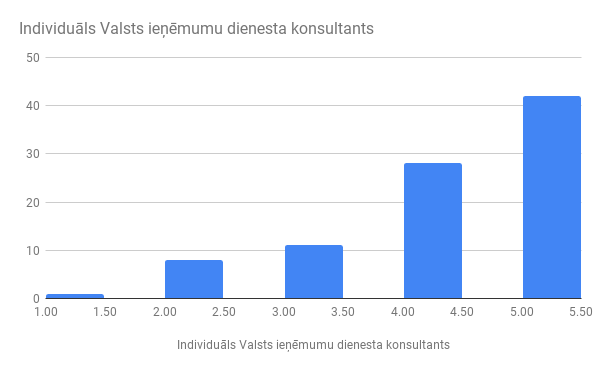 Individuāls Valsts ieņēmumu dienesta konsultants
50
40
30
20
10
0
1.00 1.50 2.00 2.50 3.00 3.50 4.00 4.50 5.00 5.50
Individuāls Valsts ieņēmumu dienesta konsultants